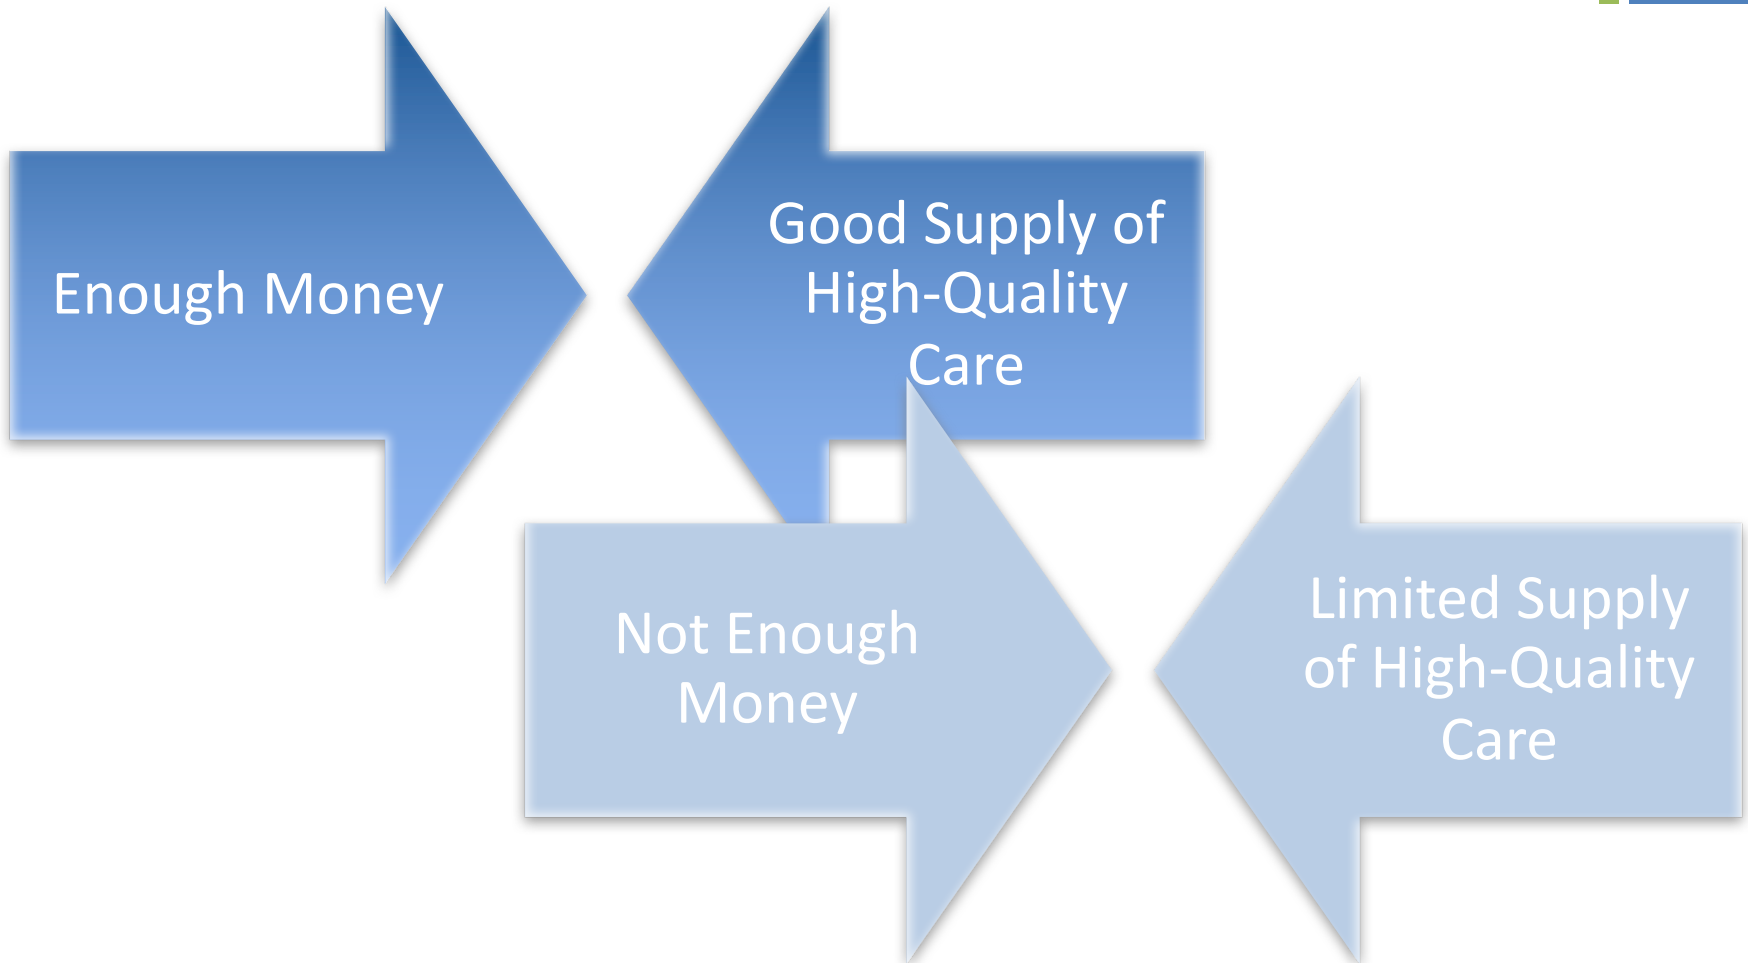 Enough Money
Good Supply of
High-Quality
Care
Not Enough
Money
Limited Supply
of High-Quality
Care